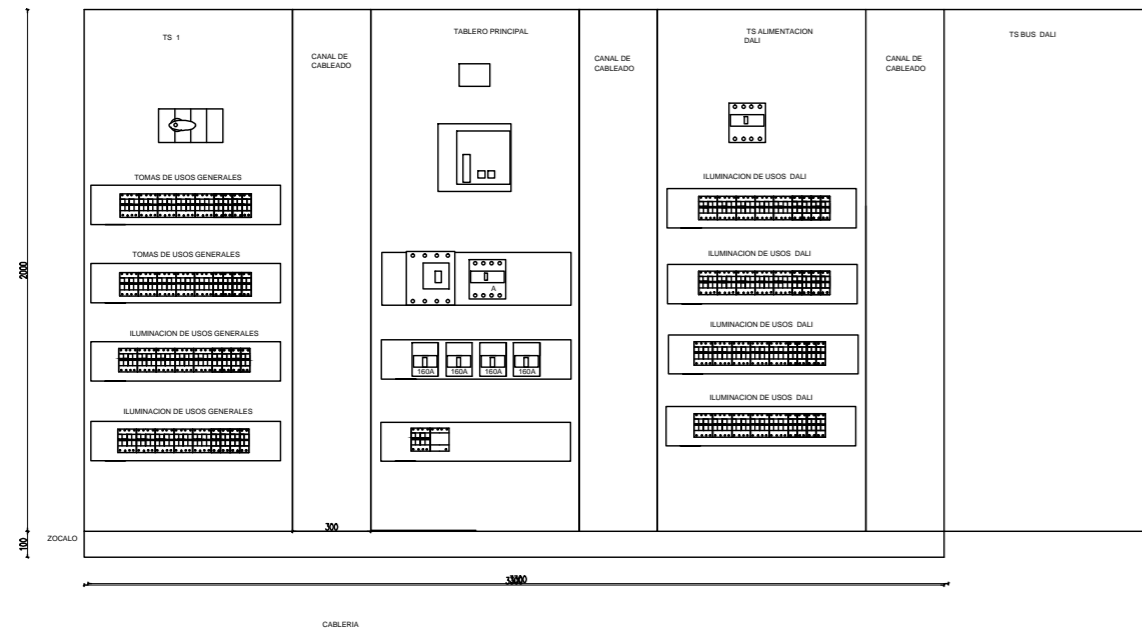 TS 1
CANAL DE
CABLEADO
TABLERO PRINCIPAL
CANAL DE
CABLEADO
TS ALIMENTACION
DALI
CANAL DE
CABLEADO
TS BUS DALI
TOMAS DE USOS GENERALES
TOMAS DE USOS GENERALES
ILUMINACION DE USOS GENERALES
ILUMINACION DE USOS GENERALES
A
160A
160A
160A
160A
ILUMINACION DE USOS DALI
ILUMINACION DE USOS DALI
ILUMINACION DE USOS DALI
ILUMINACION DE USOS DALI
2000
100
ZOCALO
300
CABLERIA